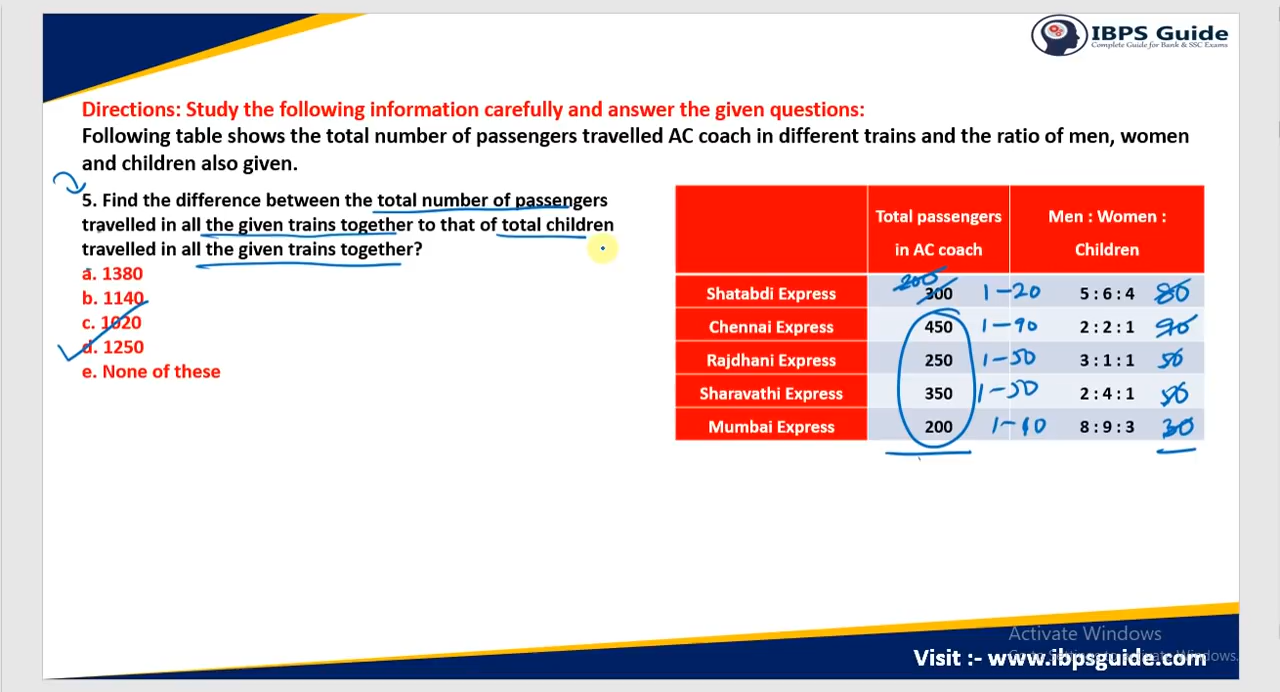 IBPS Guide
Complete Guide for Bank & SSC Exams
Directions: Study the following information carefully and answer the given questions:
Following table shows the total number of passengers travelled AC coach in different trains and the ratio of men, women
and children also given.
5. Find the difference between the total number of passengers
travelled in all the given trains together to that of total children
travelled in all the given trains together?
a. 1380
b. 1140
c. 1020
d. 1250
e. None of these
Total passengers in AC coach Men : Women : Children
200
Shatabdi Express 300 1-20 5 : 6 : 4 80
Chennai Express 450 1-90 2 : 2 : 1 90
Rajdhani Express 250 1-50 3 : 1 : 1 50
Sharavathi Express 350 1-50 2 : 4 : 1 50
Mumbai Express 200 1-10 8 : 9 : 3 30
Activate Windows
Visit :- www.ibpsguide.com